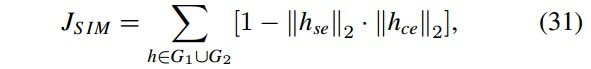 J_{SIM} = \sum_{h \in G_1 \cup G_2} [1 - \|h_{se}\|_2 \cdot \|h_{ce}\|_2], (31)